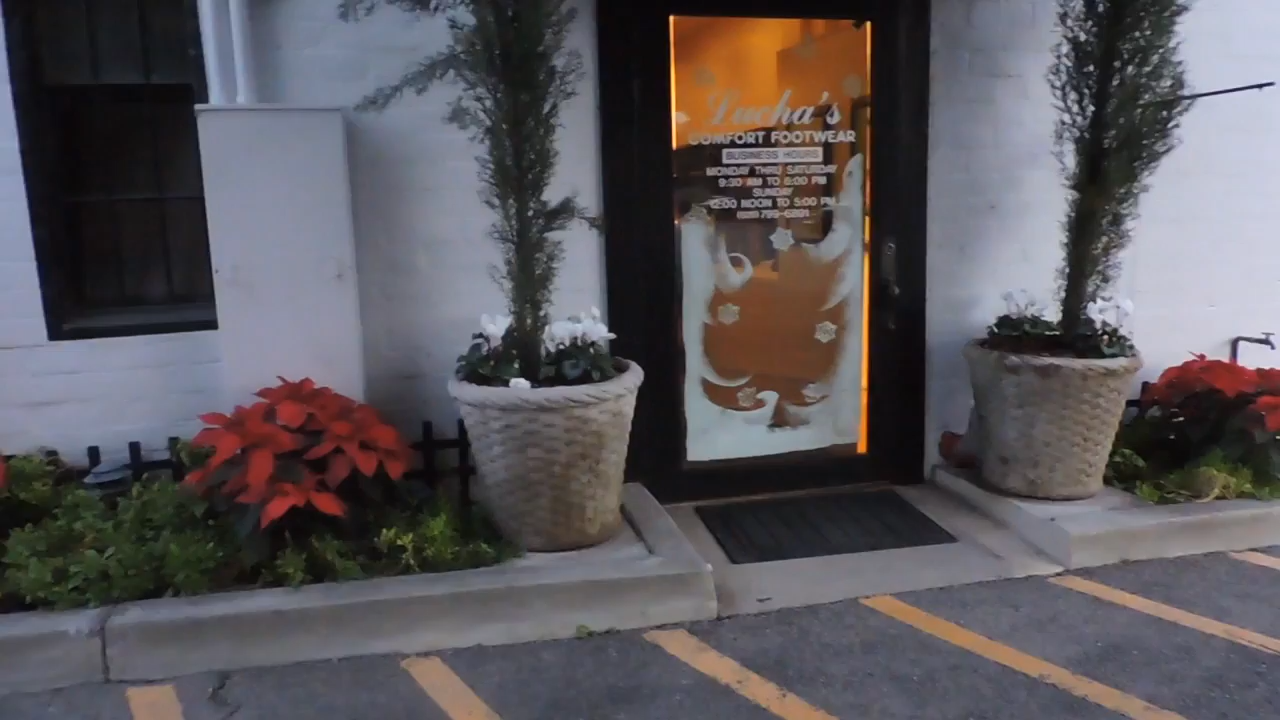 Lucha's
COMFORT FOOTWEAR
BUSINESS HOURS
MONDAY THRU SATURDAY
9:30 AM TO 6:00 PM
SUNDAY
12:00 NOON TO 5:00 PM